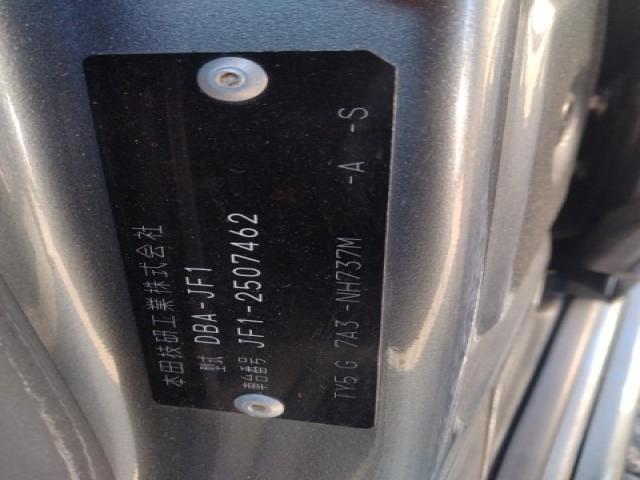 本田技研工業株式会社
型式 DBA-JF1
車台番号 JF1-2507462
TY5 G 7A3 -NH737M -A -S